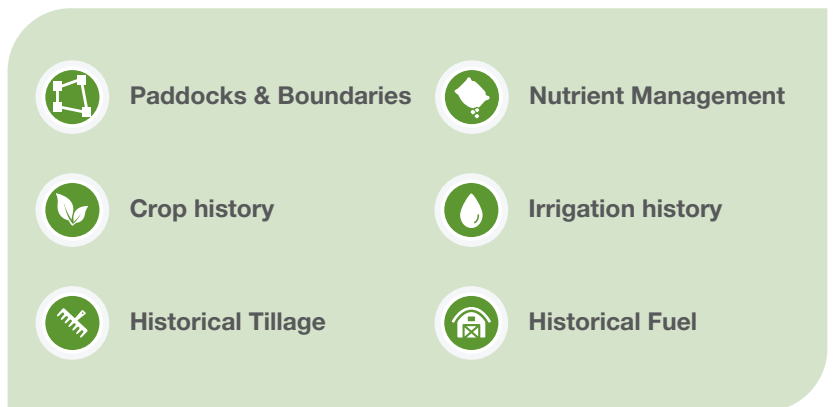 Paddocks & Boundaries
Nutrient Management
Crop history
Irrigation history
Historical Tillage
Historical Fuel